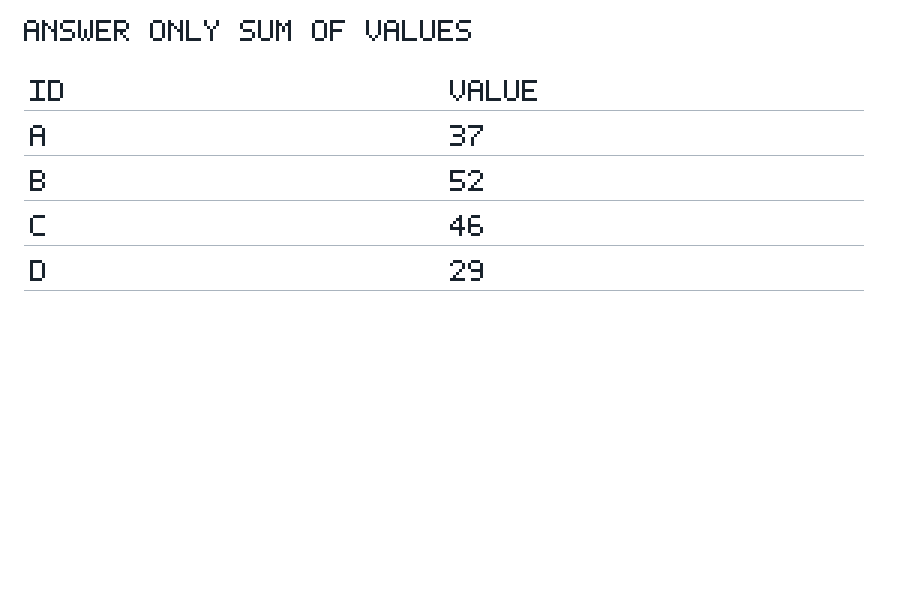 ANSWER ONLY SUM OF VALUES
ID VALUE
A 37
B 52
C 46
D 29